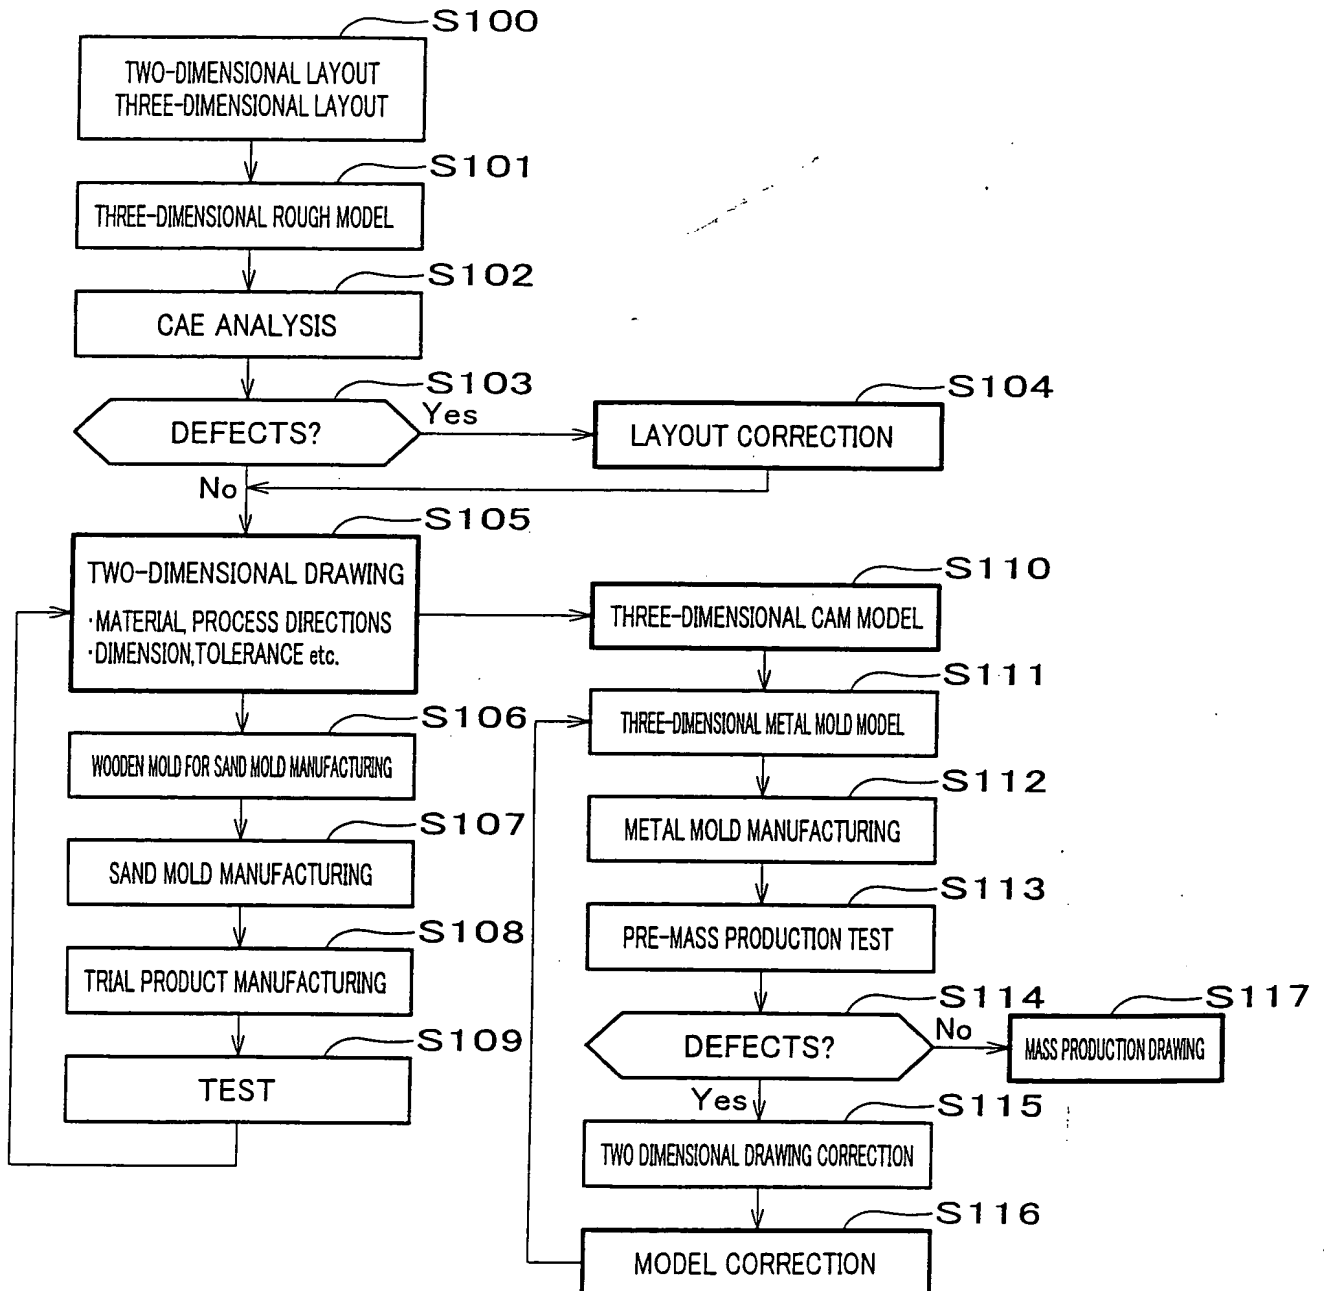 S100
TWO-DIMENSIONAL LAYOUT
THREE-DIMENSIONAL LAYOUT
S101
THREE-DIMENSIONAL ROUGH MODEL
S102
CAE ANALYSIS
S103
DEFECTS?
Yes
S104
LAYOUT CORRECTION
No
S105
TWO-DIMENSIONAL DRAWING
·MATERIAL, PROCESS DIRECTIONS
·DIMENSION, TOLERANCE etc.
S106
WOODEN MOLD FOR SAND MOLD MANUFACTURING
S107
SAND MOLD MANUFACTURING
S108
TRIAL PRODUCT MANUFACTURING
S109
TEST
S110
THREE-DIMENSIONAL CAM MODEL
S111
THREE-DIMENSIONAL METAL MOLD MODEL
S112
METAL MOLD MANUFACTURING
S113
PRE-MASS PRODUCTION TEST
S114
DEFECTS?
No
S117
MASS PRODUCTION DRAWING
Yes
S115
TWO DIMENSIONAL DRAWING CORRECTION
S116
MODEL CORRECTION